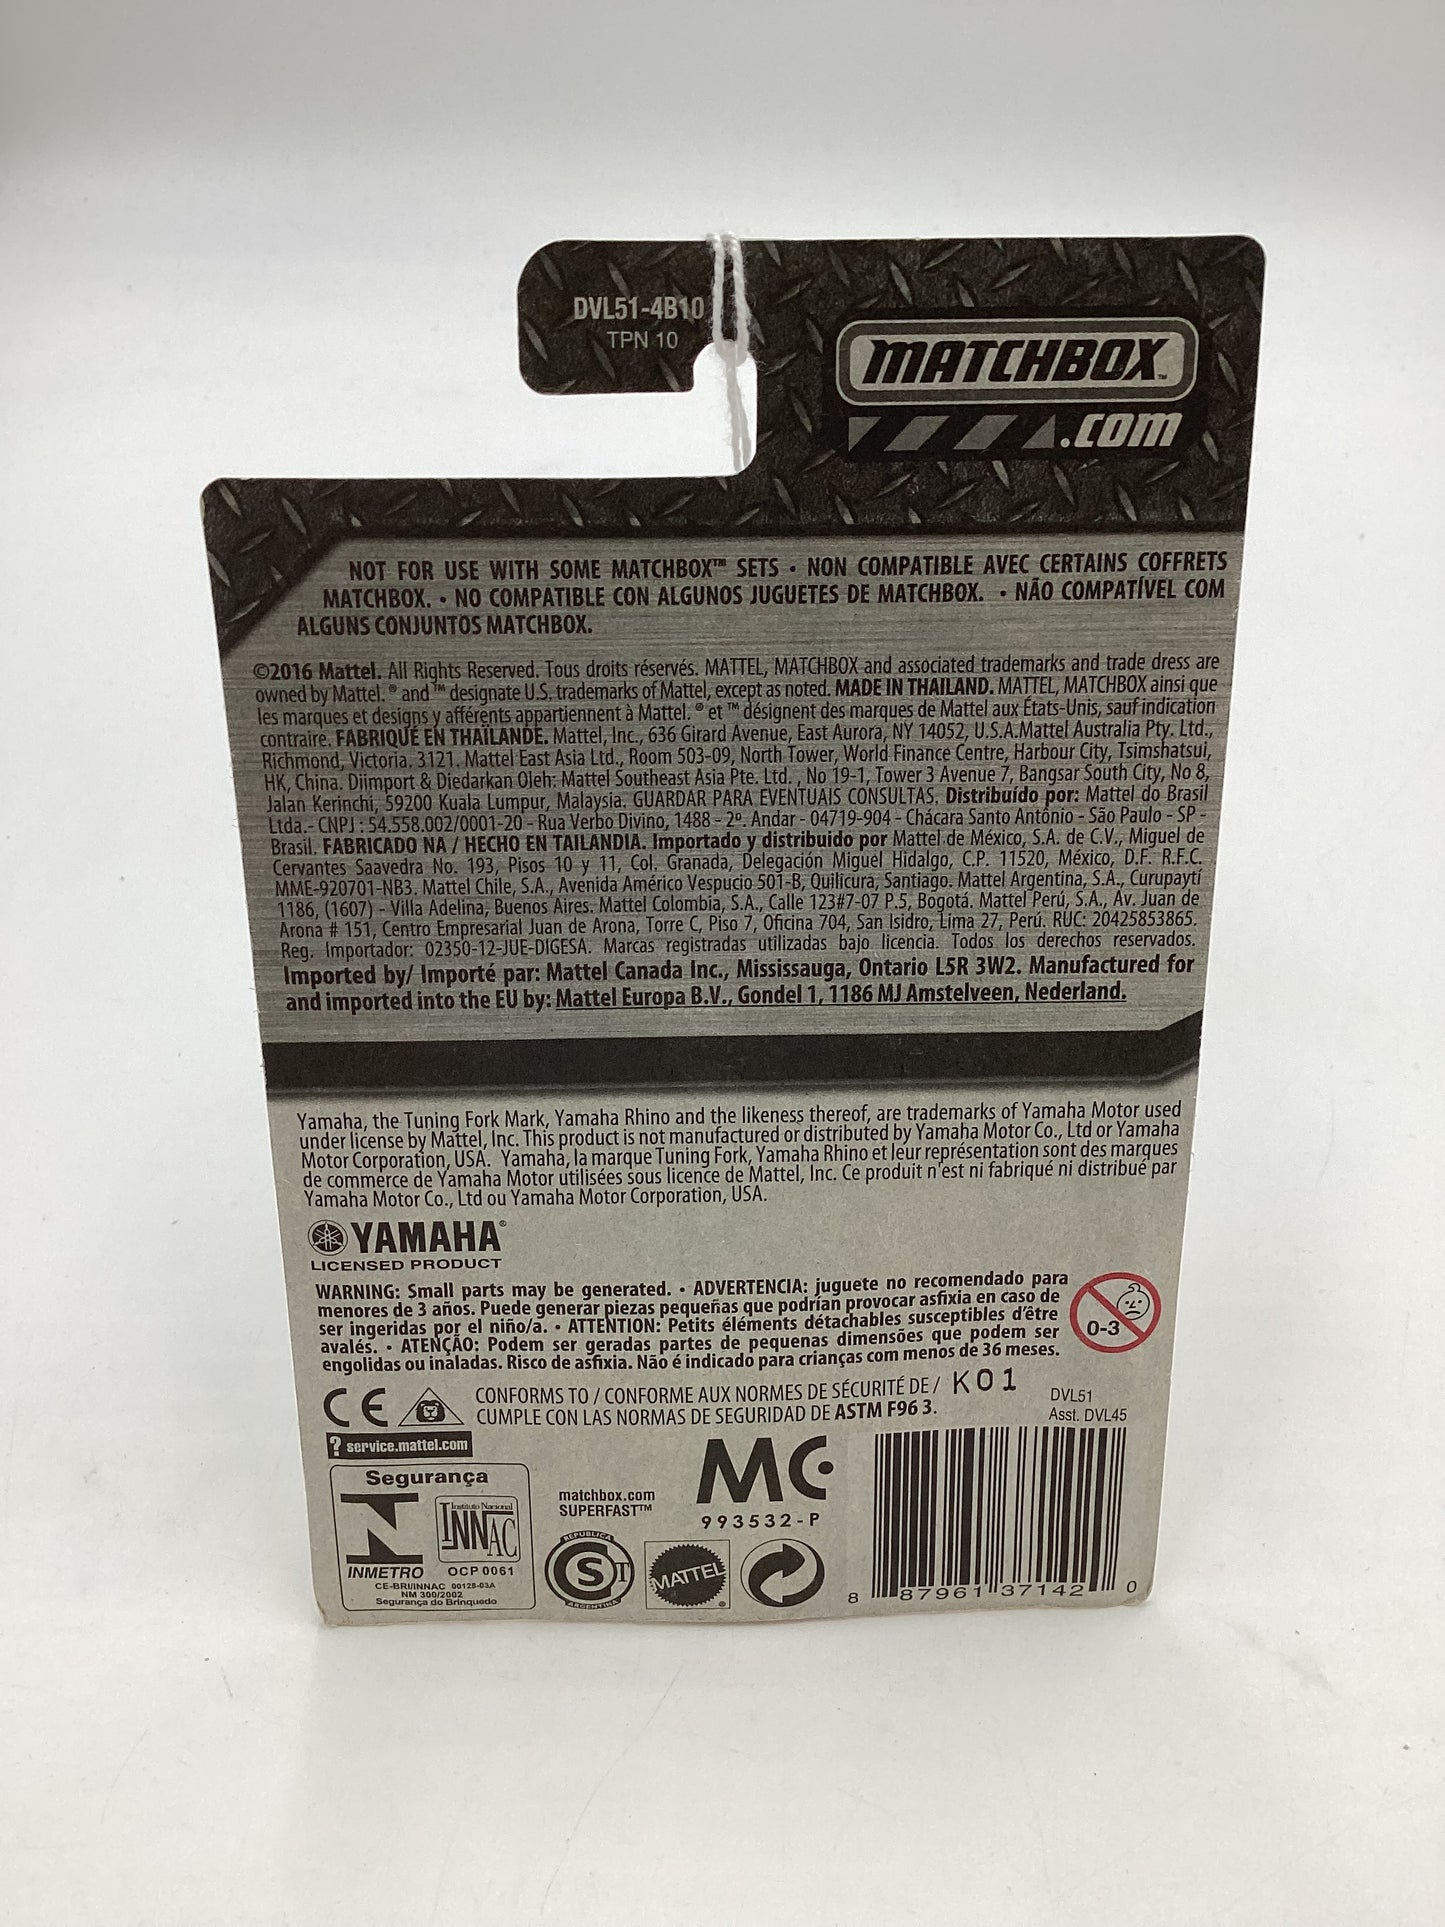 DVL51-4B10
TPN 10
MATCHBOX™
.COM
NOT FOR USE WITH SOME MATCHBOX™ SETS • NON COMPATIBLE AVEC CERTAINS COFFRETS
MATCHBOX. • NO COMPATIBLE CON ALGUNOS JUGUETES DE MATCHBOX. • NÃO COMPATÍVEL COM
ALGUNS CONJUNTOS MATCHBOX.
©2016 Mattel. All Rights Reserved. Tous droits réservés. MATTEL, MATCHBOX and associated trademarks and trade dress are
owned by Mattel. ® and ™ designate U.S. trademarks of Mattel, except as noted. MADE IN THAILAND. MATTEL, MATCHBOX ainsi que
les marques et designs y afférents appartiennent à Mattel. ® et ™ désignent des marques de Mattel aux États-Unis, sauf indication
contraire. FABRIQUÉ EN THAÏLANDE. Mattel, Inc., 636 Girard Avenue, East Aurora, NY 14052, U.S.A.Mattel Australia Pty. Ltd.,
Richmond, Victoria. 3121. Mattel East Asia Ltd., Room 503-09, North Tower, World Finance Centre, Harbour City, Tsimshatsui,
HK, China. Diimport & Diedarkan Oleh: Mattel Southeast Asia Pte. Ltd. , No 19-1, Tower 3 Avenue 7, Bangsar South City, No 8,
Jalan Kerinchi, 59200 Kuala Lumpur, Malaysia. GUARDAR PARA EVENTUAIS CONSULTAS. Distribuído por: Mattel do Brasil
Ltda.- CNPJ : 54.558.002/0001-20 - Rua Verbo Divino, 1488 - 2º. Andar - 04719-904 - Chácara Santo Antônio - São Paulo - SP -
Brasil. FABRICADO NA / HECHO EN TAILANDIA. Importado y distribuido por Mattel de México, S.A. de C.V., Miguel de
Cervantes Saavedra No. 193, Pisos 10 y 11, Col. Granada, Delegación Miguel Hidalgo, C.P. 11520, México, D.F. R.F.C.
MME-920701-NB3. Mattel Chile, S.A., Avenida Américo Vespucio 501-B, Quilicura, Santiago. Mattel Argentina, S.A., Curupaytí
1186, (1607) - Villa Adelina, Buenos Aires. Mattel Colombia, S.A., Calle 123#7-07 P.5, Bogotá. Mattel Perú, S.A., Av. Juan de
Arona # 151, Centro Empresarial Juan de Arona, Torre C, Piso 7, Oficina 704, San Isidro, Lima 27, Perú. RUC: 20425853865.
Reg. Importador: 02350-12-JUE-DIGESA. Marcas registradas utilizadas bajo licencia. Todos los derechos reservados.
Imported by/ Importé par: Mattel Canada Inc., Mississauga, Ontario L5R 3W2. Manufactured for
and imported into the EU by: Mattel Europa B.V., Gondel 1, 1186 MJ Amstelveen, Nederland.
Yamaha, the Tuning Fork Mark, Yamaha Rhino and the likeness thereof, are trademarks of Yamaha Motor used
under license by Mattel, Inc. This product is not manufactured or distributed by Yamaha Motor Co., Ltd or Yamaha
Motor Corporation, USA. Yamaha, la marque Tuning Fork, Yamaha Rhino et leur représentation sont des marques
de commerce de Yamaha Motor utilisées sous licence de Mattel, Inc. Ce produit n'est ni fabriqué ni distribué par
Yamaha Motor Co., Ltd ou Yamaha Motor Corporation, USA.
YAMAHA®
LICENSED PRODUCT
WARNING: Small parts may be generated. • ADVERTENCIA: juguete no recomendado para
menores de 3 años. Puede generar piezas pequeñas que podrían provocar asfixia en caso de
ser ingeridas por el niño/a. • ATTENTION: Petits éléments détachables susceptibles d'être
avalés. • ATENÇÃO: Podem ser geradas partes de pequenas dimensões que podem ser
engolidas ou inaladas. Risco de asfixia. Não é indicado para crianças com menos de 36 meses.
0-3
CE
CONFORMS TO / CONFORME AUX NORMES DE SÉCURITÉ DE / K01
CUMPLE CON LAS NORMAS DE SEGURIDAD DE ASTM F96 3.
DVL51
Asst. DVL45
? service.mattel.com
Segurança
Instituto Nacional
INNAC
INMETRO
OCP 0061
CE-BRI/INNAC 00128-03A
NM 300/2002
Segurança do Brinquedo
matchbox.com
SUPERFAST™
MC
993532-P
REPUBLICA
S T
ARGENTINA
MATTEL®
8 87961 37142 0